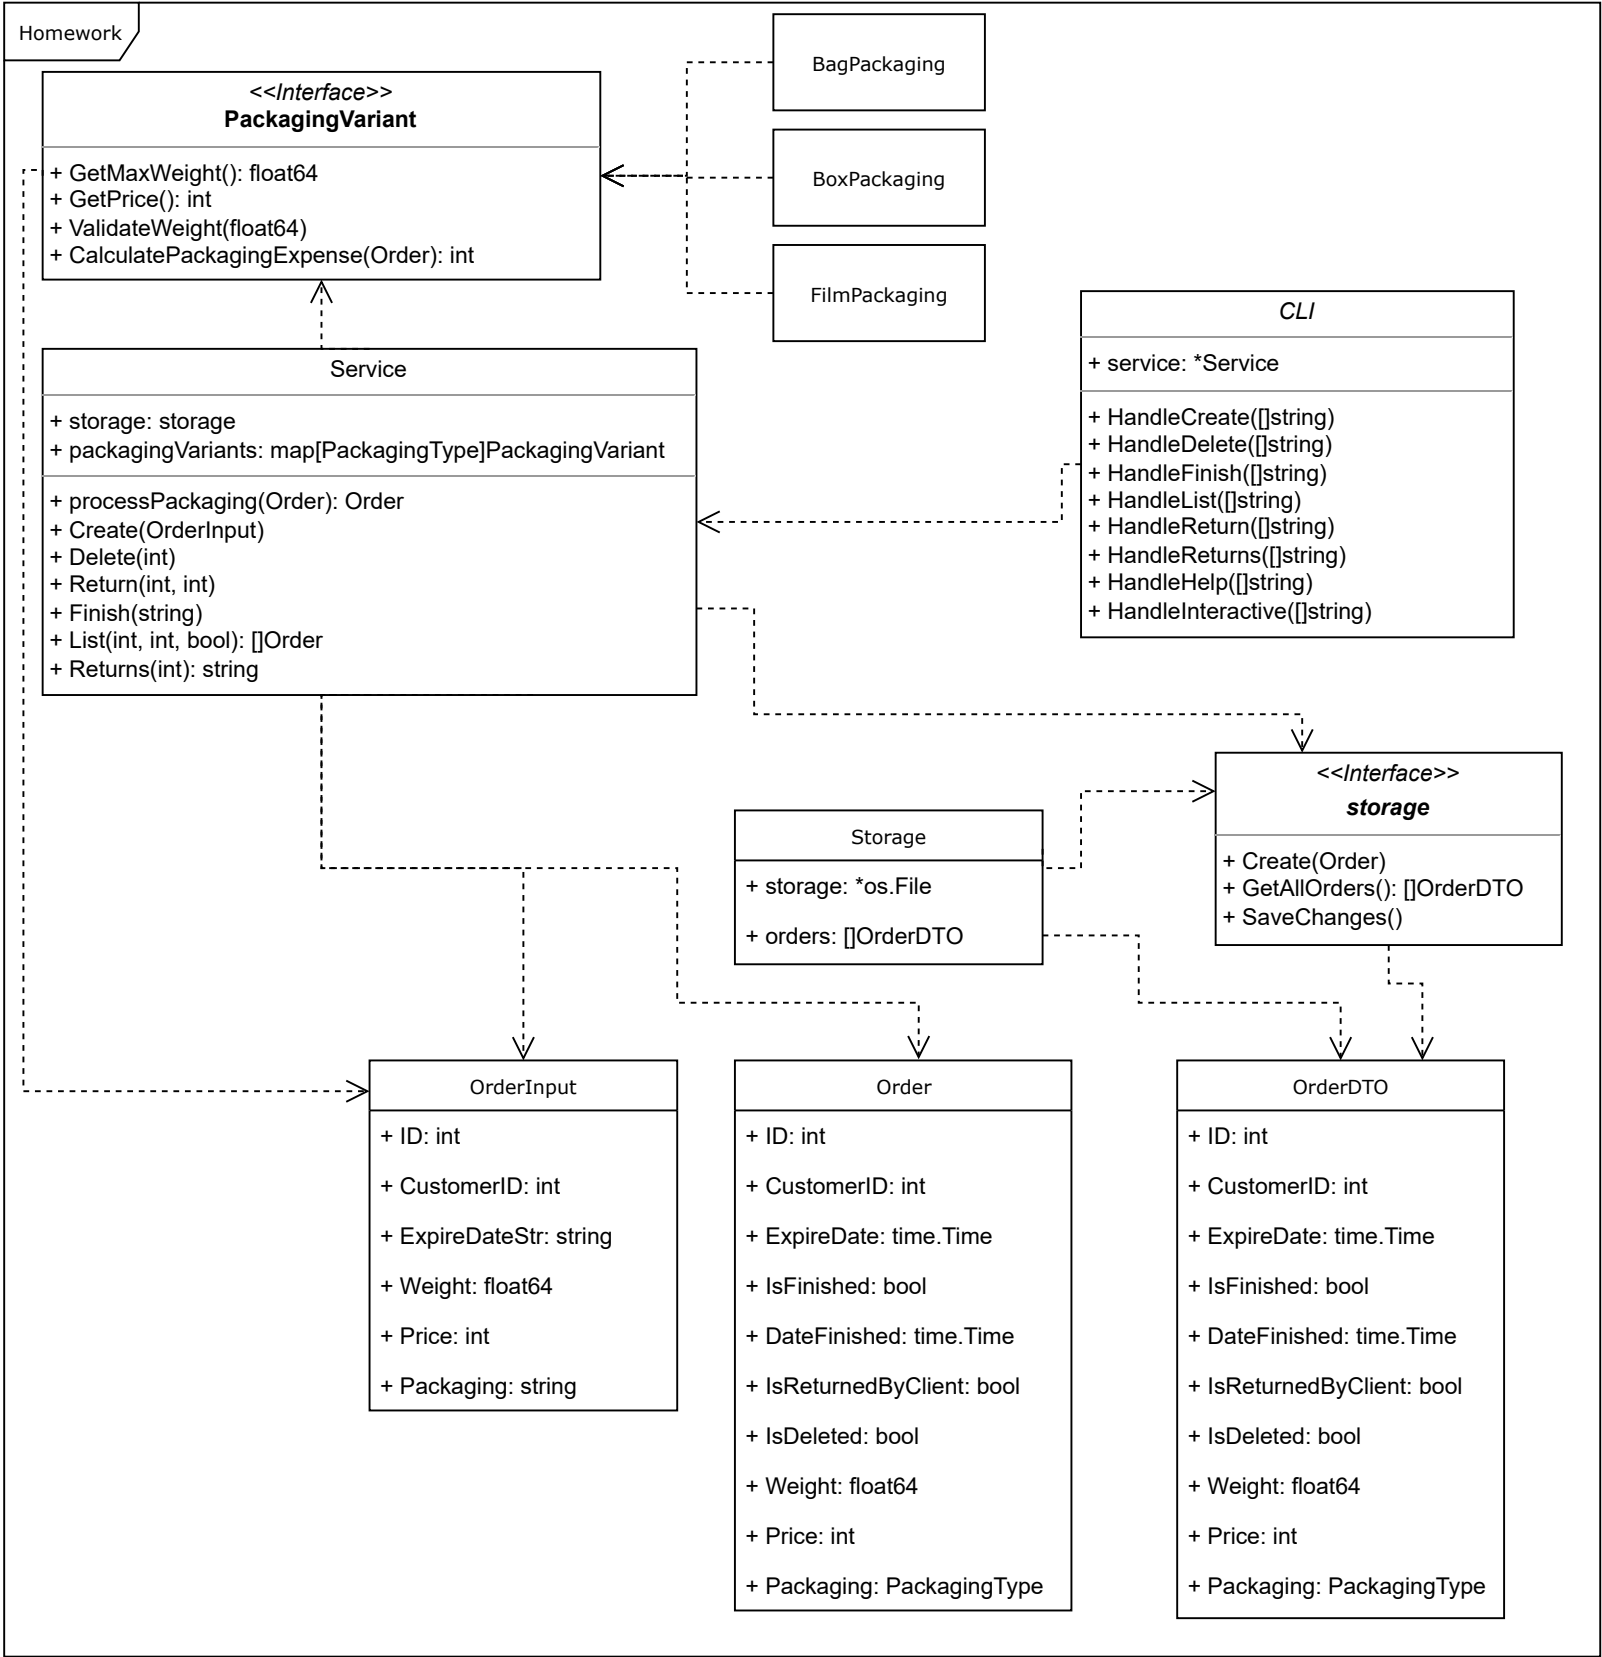 Homework
<<Interface>>
PackagingVariant
+ GetMaxWeight(): float64
+ GetPrice(): int
+ ValidateWeight(float64)
+ CalculatePackagingExpense(Order): int
BagPackaging
BoxPackaging
FilmPackaging
CLI
+ service: *Service
+ HandleCreate([]string)
+ HandleDelete([]string)
+ HandleFinish([]string)
+ HandleList([]string)
+ HandleReturn([]string)
+ HandleReturns([]string)
+ HandleHelp([]string)
+ HandleInteractive([]string)
Service
+ storage: storage
+ packagingVariants: map[PackagingType]PackagingVariant
+ processPackaging(Order): Order
+ Create(OrderInput)
+ Delete(int)
+ Return(int, int)
+ Finish(string)
+ List(int, int, bool): []Order
+ Returns(int): string
<<Interface>>
storage
+ Create(Order)
+ GetAllOrders(): []OrderDTO
+ SaveChanges()
Storage
+ storage: *os.File
+ orders: []OrderDTO
OrderInput
+ ID: int
+ CustomerID: int
+ ExpireDateStr: string
+ Weight: float64
+ Price: int
+ Packaging: string
Order
+ ID: int
+ CustomerID: int
+ ExpireDate: time.Time
+ IsFinished: bool
+ DateFinished: time.Time
+ IsReturnedByClient: bool
+ IsDeleted: bool
+ Weight: float64
+ Price: int
+ Packaging: PackagingType
OrderDTO
+ ID: int
+ CustomerID: int
+ ExpireDate: time.Time
+ IsFinished: bool
+ DateFinished: time.Time
+ IsReturnedByClient: bool
+ IsDeleted: bool
+ Weight: float64
+ Price: int
+ Packaging: PackagingType